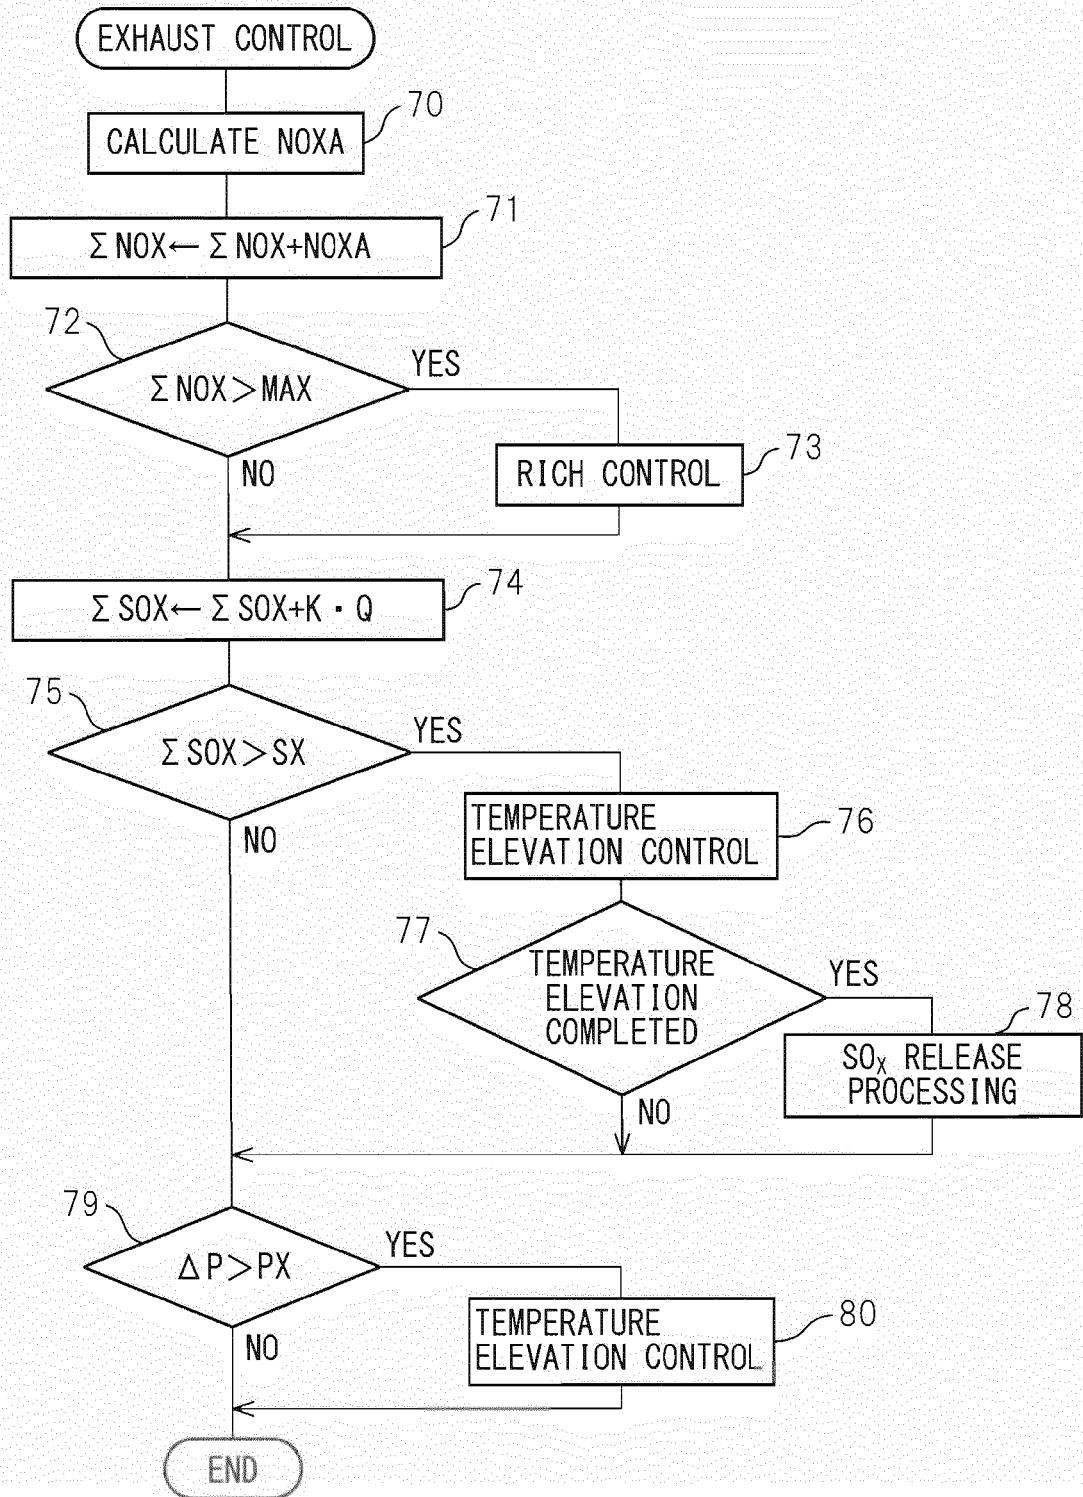 EXHAUST CONTROL
70
CALCULATE NOXA
71
Σ NOX← Σ NOX+NOXA
72
Σ NOX>MAX
YES
NO
73
RICH CONTROL
74
Σ SOX← Σ SOX+K・Q
75
Σ SOX>SX
YES
NO
76
TEMPERATURE
ELEVATION CONTROL
77
TEMPERATURE
ELEVATION
COMPLETED
YES
NO
78
SOₓ RELEASE
PROCESSING
79
ΔP>PX
YES
NO
80
TEMPERATURE
ELEVATION CONTROL
END